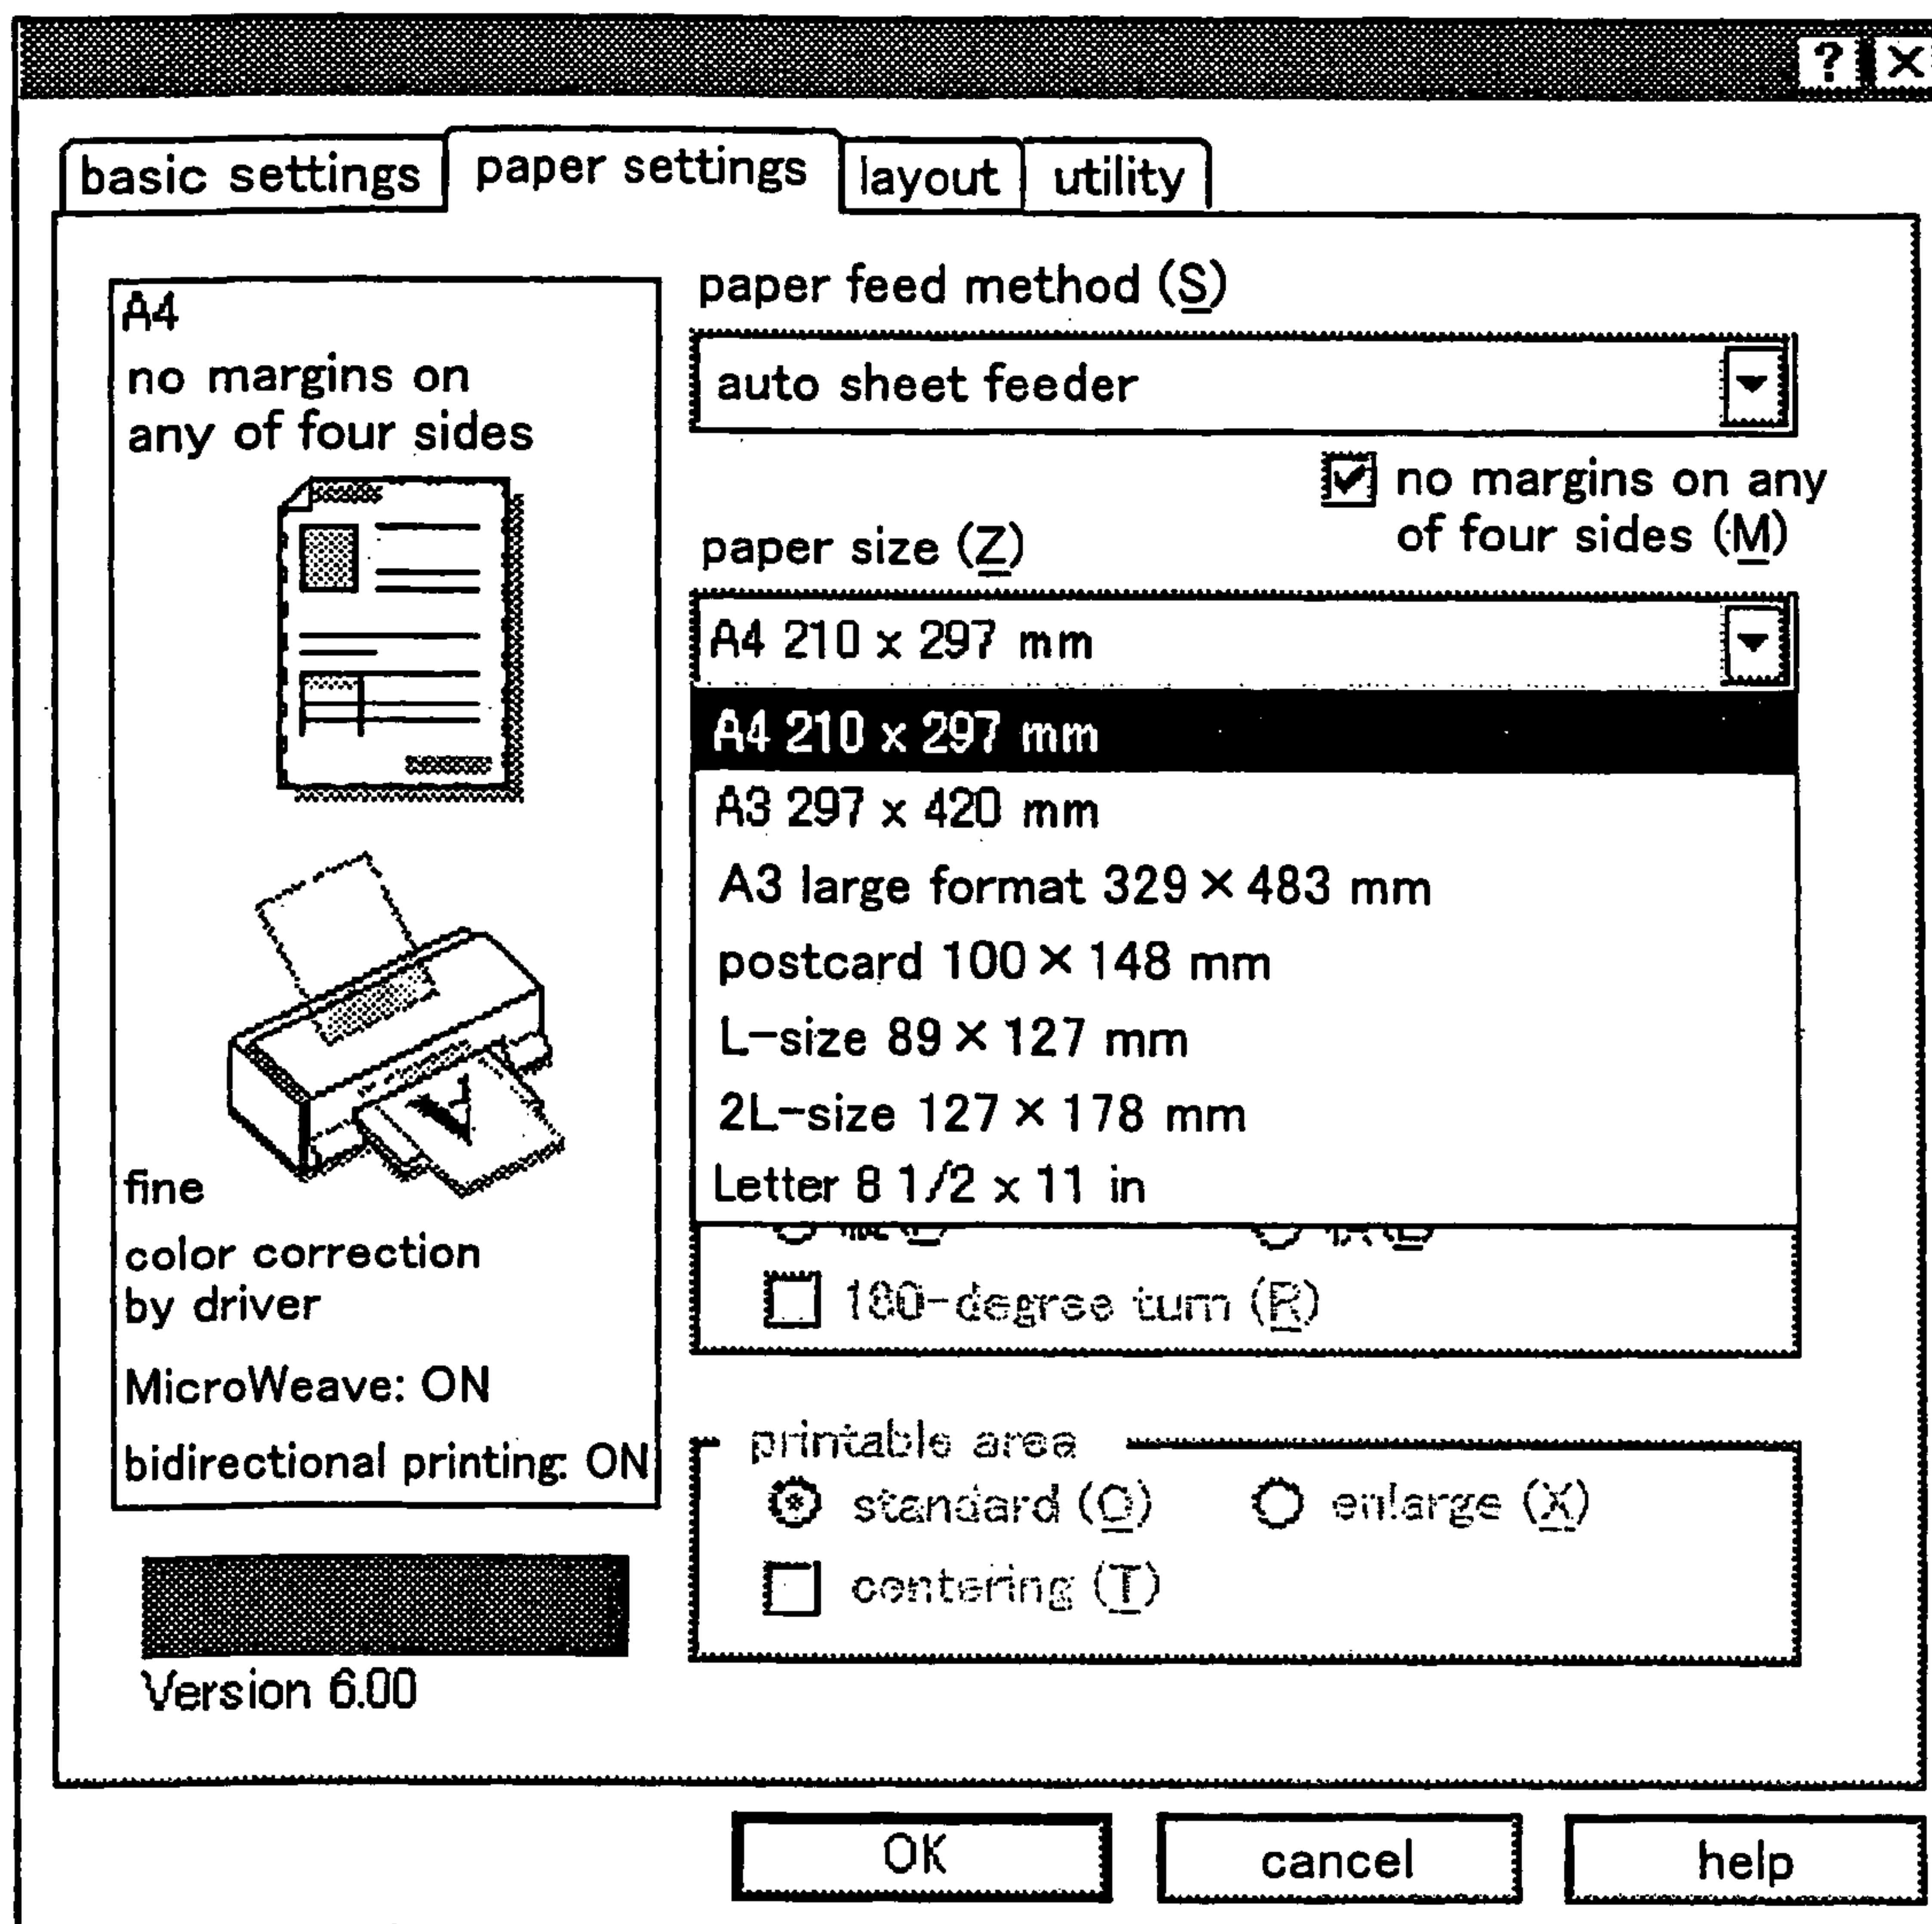 ? ×
basic settings
paper settings
layout
utility
A4
no margins on
any of four sides
fine
color correction
by driver
MicroWeave: ON
bidirectional printing: ON
Version 6.00
paper feed method (S)
auto sheet feeder
no margins on any
of four sides (M)
paper size (Z)
A4 210 x 297 mm
A4 210 x 297 mm
A3 297 x 420 mm
A3 large format 329 × 483 mm
postcard 100 × 148 mm
L-size 89 × 127 mm
2L-size 127 × 178 mm
Letter 8 1/2 x 11 in
180-degree turn (R)
printable area
standard (O)
enlarge (X)
centering (T)
OK
cancel
help